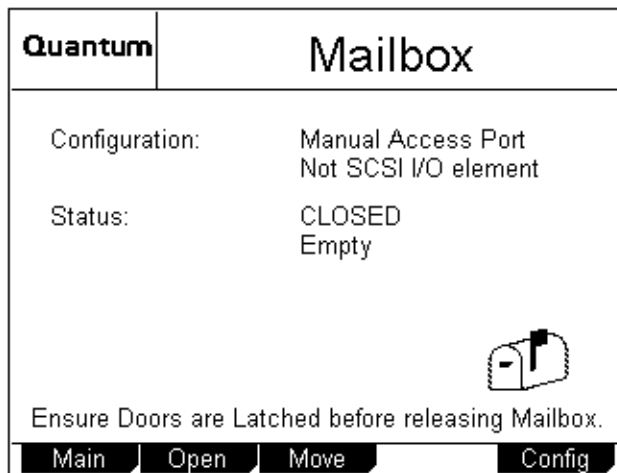 Quantum
Mailbox
Configuration: Manual Access Port
Not SCSI I/O element
Status: CLOSED
Empty
Ensure Doors are Latched before releasing Mailbox.
Main Open Move Config